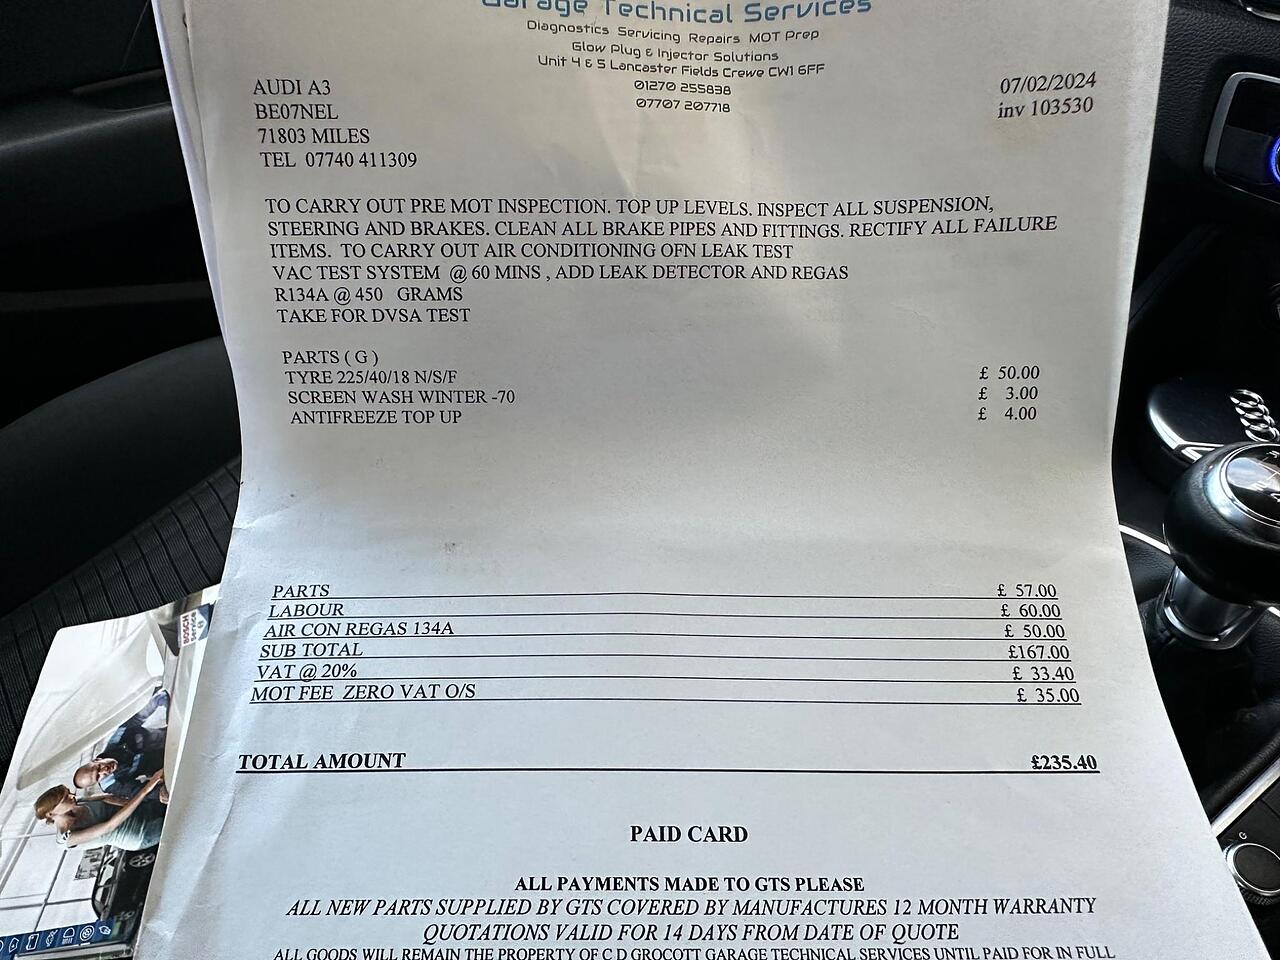 Garage Technical Services
Diagnostics Servicing Repairs MOT Prep
Glow Plug & Injector Solutions
Unit 4 & 5 Lancaster Fields Crewe CW1 6FF
01270 255838
07707 207718
AUDI A3
BE07NEL
71803 MILES
TEL 07740 411309
07/02/2024
inv 103530
TO CARRY OUT PRE MOT INSPECTION. TOP UP LEVELS. INSPECT ALL SUSPENSION,
STEERING AND BRAKES. CLEAN ALL BRAKE PIPES AND FITTINGS. RECTIFY ALL FAILURE
ITEMS. TO CARRY OUT AIR CONDITIONING OFN LEAK TEST
VAC TEST SYSTEM @ 60 MINS , ADD LEAK DETECTOR AND REGAS
R134A @ 450 GRAMS
TAKE FOR DVSA TEST
PARTS ( G )
TYRE 225/40/18 N/S/F £ 50.00
SCREEN WASH WINTER -70 £ 3.00
ANTIFREEZE TOP UP £ 4.00
PARTS £ 57.00
LABOUR £ 60.00
AIR CON REGAS 134A £ 50.00
SUB TOTAL £167.00
VAT @ 20% £ 33.40
MOT FEE ZERO VAT O/S £ 35.00
TOTAL AMOUNT £235.40
PAID CARD
ALL PAYMENTS MADE TO GTS PLEASE
ALL NEW PARTS SUPPLIED BY GTS COVERED BY MANUFACTURES 12 MONTH WARRANTY
QUOTATIONS VALID FOR 14 DAYS FROM DATE OF QUOTE
ALL GOODS WILL REMAIN THE PROPERTY OF C D GROCOTT GARAGE TECHNICAL SERVICES UNTIL PAID FOR IN FULL
BOSCH
Service